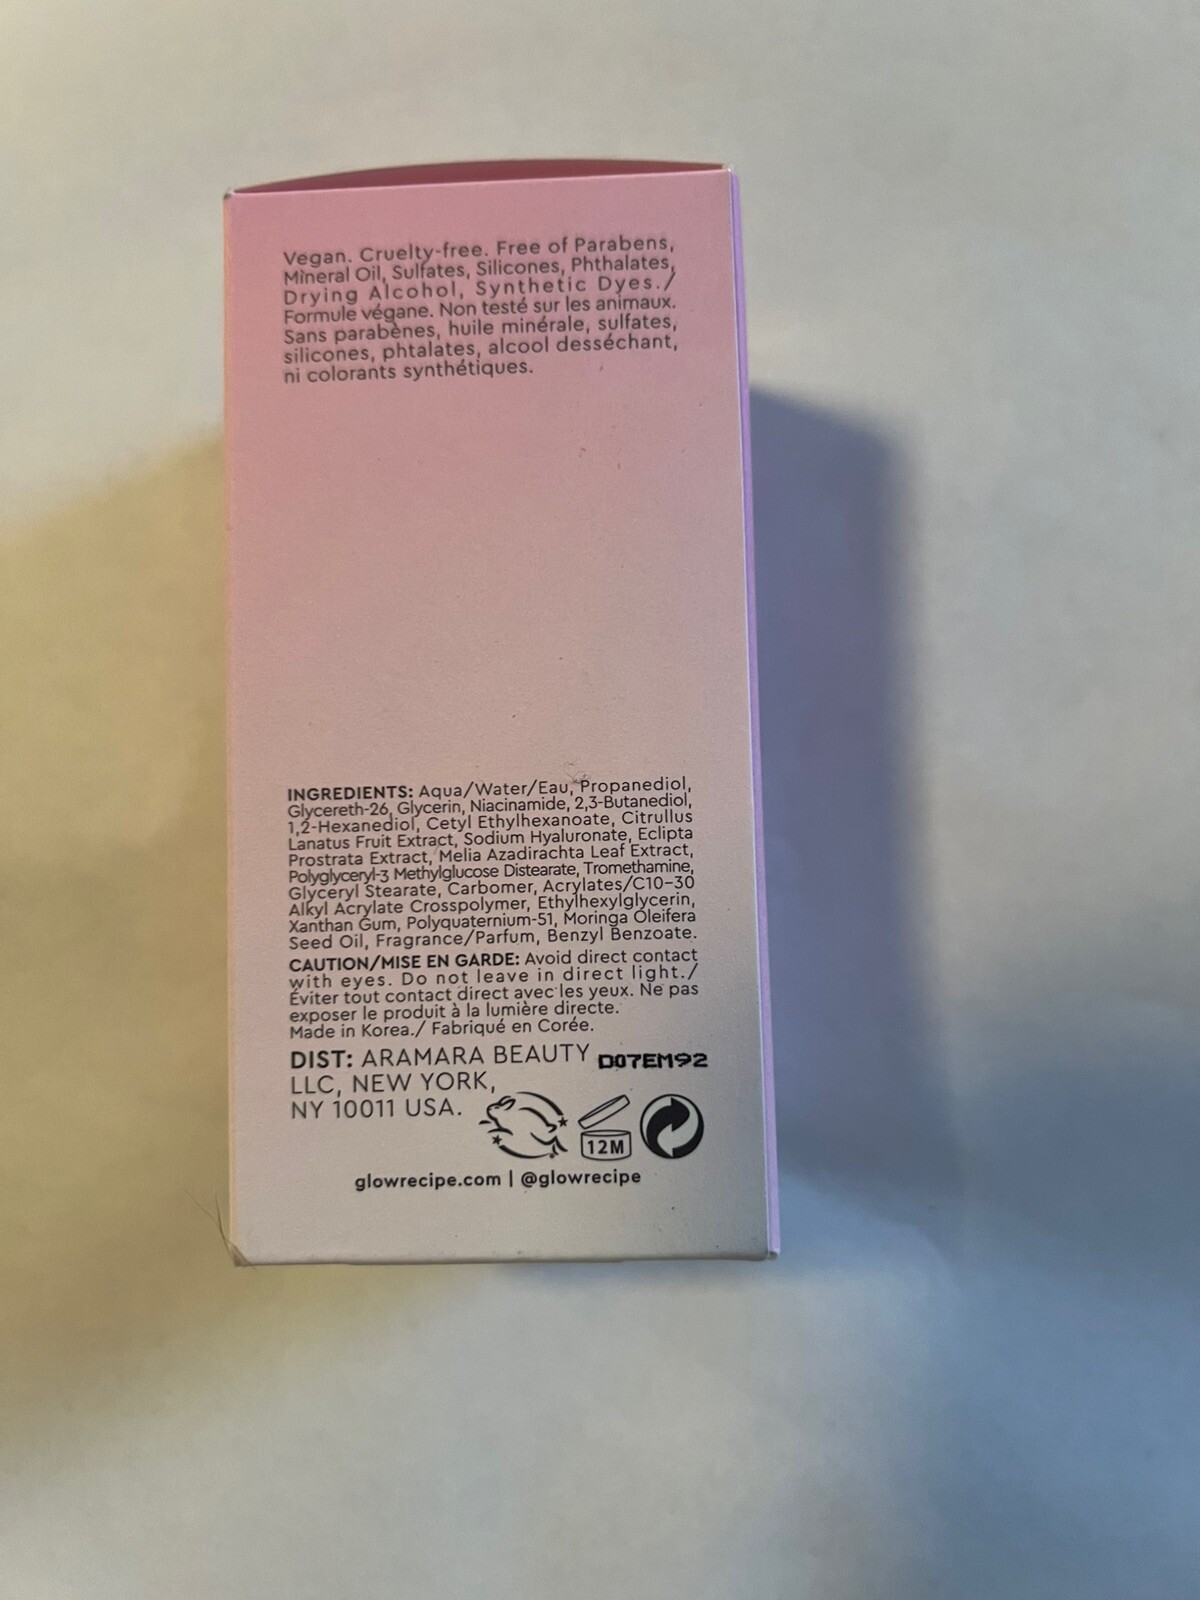 Vegan. Cruelty-free. Free of Parabens,
Mineral Oil, Sulfates, Silicones, Phthalates,
Drying Alcohol, Synthetic Dyes./
Formule végane. Non testé sur les animaux.
Sans parabènes, huile minérale, sulfates,
silicones, phtalates, alcool desséchant,
ni colorants synthétiques.
INGREDIENTS: Aqua/Water/Eau, Propanediol,
Glycereth-26, Glycerin, Niacinamide, 2,3-Butanediol,
1,2-Hexanediol, Cetyl Ethylhexanoate, Citrullus
Lanatus Fruit Extract, Sodium Hyaluronate, Eclipta
Prostrata Extract, Melia Azadirachta Leaf Extract,
Polyglyceryl-3 Methylglucose Distearate, Tromethamine,
Glyceryl Stearate, Carbomer, Acrylates/C10-30
Alkyl Acrylate Crosspolymer, Ethylhexylglycerin,
Xanthan Gum, Polyquaternium-51, Moringa Oleifera
Seed Oil, Fragrance/Parfum, Benzyl Benzoate.
CAUTION/MISE EN GARDE: Avoid direct contact
with eyes. Do not leave in direct light./
Éviter tout contact direct avec les yeux. Ne pas
exposer le produit à la lumière directe.
Made in Korea./ Fabriqué en Corée.
DIST: ARAMARA BEAUTY
LLC, NEW YORK,
NY 10011 USA.
D07EM92
12M
glowrecipe.com | @glowrecipe